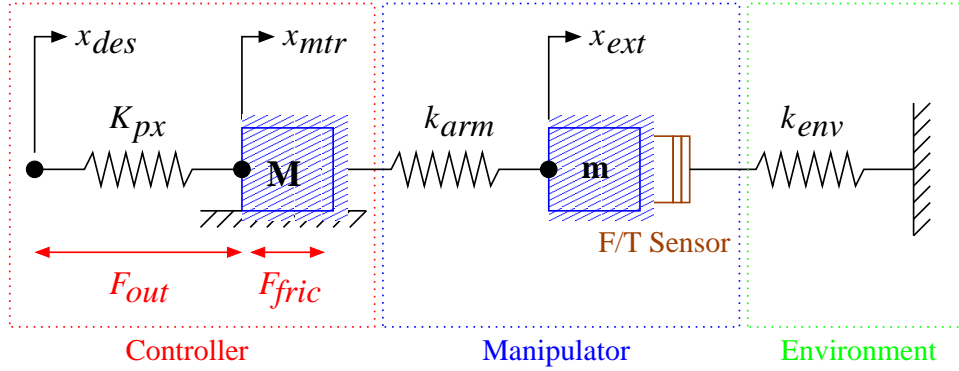 x_des
x_mtr
x_ext
K_px
k_arm
k_env
M
m
F/T Sensor
F_out
F_fric
Controller
Manipulator
Environment